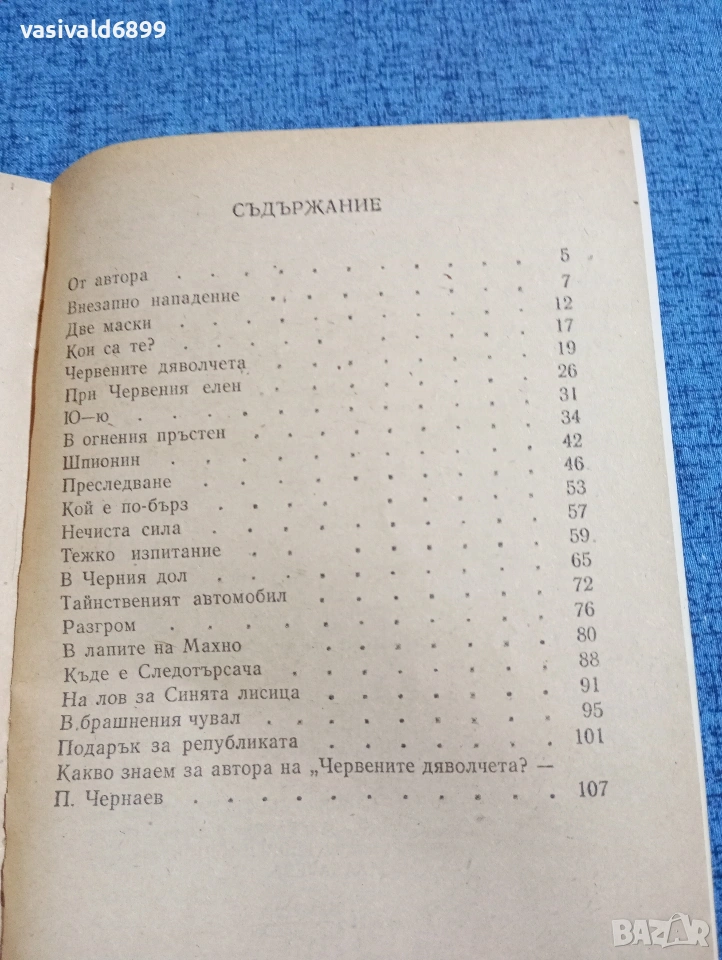 vasivald6899
СЪДЪРЖАНИЕ
От автора . . . . . . . . . . . 5
Внезапно нападение . . . . . . . . 7
Две маски . . . . . . . . . . . 12
Кои са те? . . . . . . . . . . . 17
Червените дяволчета . . . . . . . . 19
При Червения елен . . . . . . . . 26
Ю—ю . . . . . . . . . . . . 31
В огнения пръстен . . . . . . . . 34
Шпионин . . . . . . . . . . . 42
Преследване . . . . . . . . . . 46
Кой е по-бърз . . . . . . . . . . 53
Нечиста сила . . . . . . . . . . 57
Тежко изпитание . . . . . . . . 59
В Черния дол . . . . . . . . . . 65
Тайнственият автомобил . . . . . . . 72
Разгром . . . . . . . . . . . 76
В лапите на Махно . . . . . . . 80
Къде е Следотърсача . . . . . . . . 88
На лов за Синята лисица . . . . . . . 91
В брашнения чувал . . . . . . . . 95
Подарък за републиката . . . . . . . 101
Какво знаем за автора на „Червените дяволчета? —
П. Чернаев . . . . . . . . . . 107
BAZAR